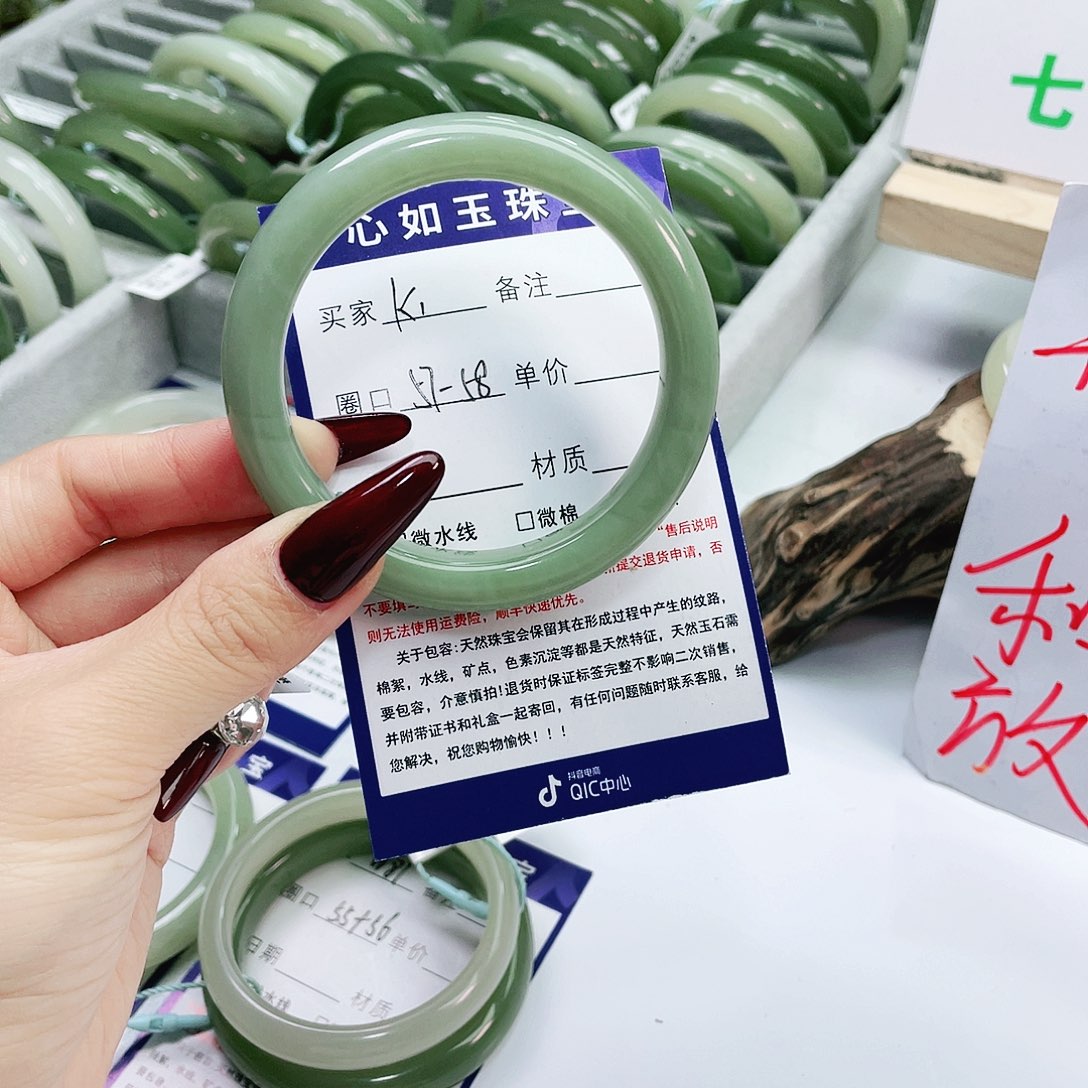 七
心如玉珠
买家 K1 备注
圈口 57-58 单价
材质
微水线 口微棉
"售后说明
提交退货申请，否
则无法使用运费险，顺丰快递优先。
关于包容：天然珠宝会保留其在形成过程中产生的纹路，
棉絮，水线，矿点，色素沉淀等都是天然特征，天然玉石需
要包容，介意慎拍！退货时保证标签完整不影响二次销售，
并附带证书和礼盒一起寄回，有任何问题随时联系客服，给
您解决，祝您购物愉快！！！
抖音电商
QIC中心
放
宝
宝
圈口 55+56 单价
日期
水线 材质